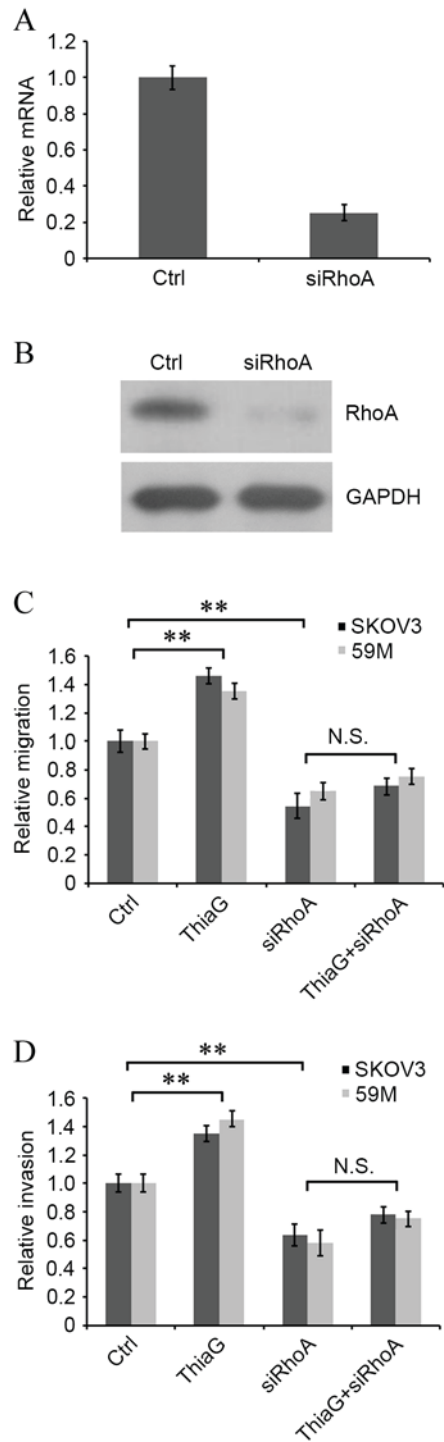 A
Relative mRNA
1.2
1.0
0.8
0.6
0.4
0.2
0
Ctrl
siRhoA
B
Ctrl siRhoA
RhoA
GAPDH
C
**
**
SKOV3
59M
N.S.
Relative migration
1.6
1.4
1.2
1.0
0.8
0.6
0.4
0.2
0
Ctrl
ThiaG
siRhoA
ThiaG+siRhoA
D
**
**
SKOV3
59M
N.S.
Relative invasion
1.6
1.4
1.2
1.0
0.8
0.6
0.4
0.2
0
Ctrl
ThiaG
siRhoA
ThiaG+siRhoA